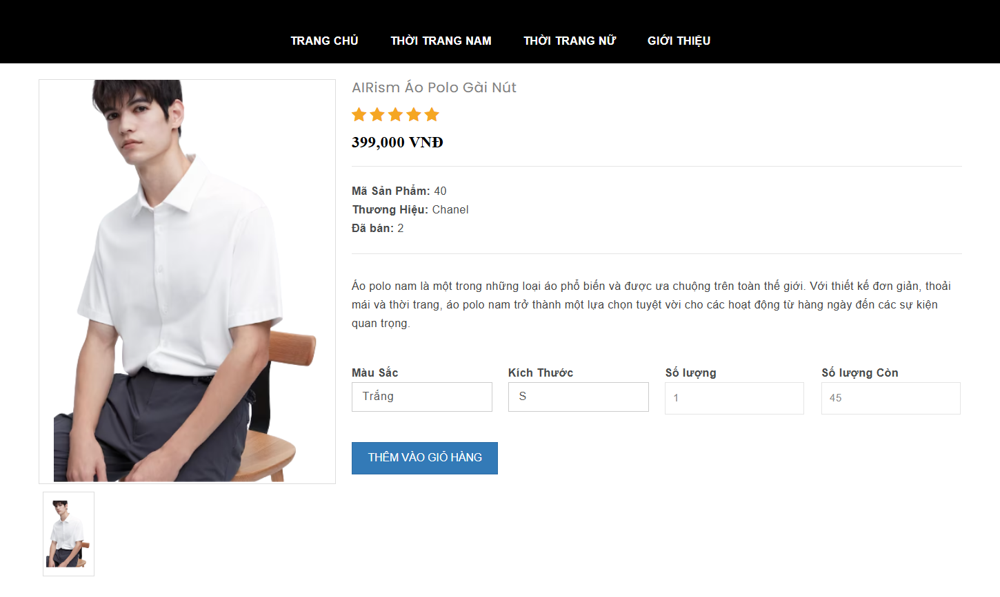 TRANG CHỦ THỜI TRANG NAM THỜI TRANG NỮ GIỚI THIỆU
AIRism Áo Polo Gài Nút
399,000 VNĐ
Mã Sản Phẩm: 40
Thương Hiệu: Chanel
Đã bán: 2
Áo polo nam là một trong những loại áo phổ biến và được ưa chuộng trên toàn thế giới. Với thiết kế đơn giản, thoải
mái và thời trang, áo polo nam trở thành một lựa chọn tuyệt vời cho các hoạt động từ hàng ngày đến các sự kiện
quan trọng.
Màu Sắc Kích Thước Số lượng Số lượng Còn
Trắng S 1 45
THÊM VÀO GIỎ HÀNG